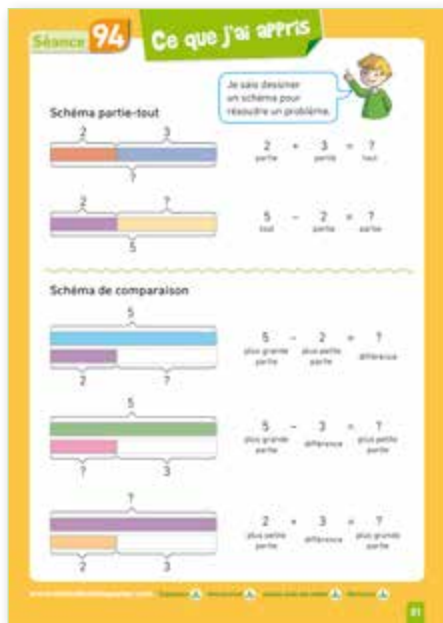 Séance 94
Ce que j'ai appris
Je sais dessiner
un schéma pour
résoudre un problème.
Schéma partie-tout
2 3
?
2 + 3 = ?
partie partie tout
2 ?
5
5 - 2 = ?
tout partie partie
Schéma de comparaison
5
2 ?
5 - 2 = ?
plus grande plus petite différence
partie partie
5
? 3
5 - 3 = ?
plus grande différence plus petite
partie partie
?
2 3
2 + 3 = ?
plus petite différence plus grande
partie partie
91